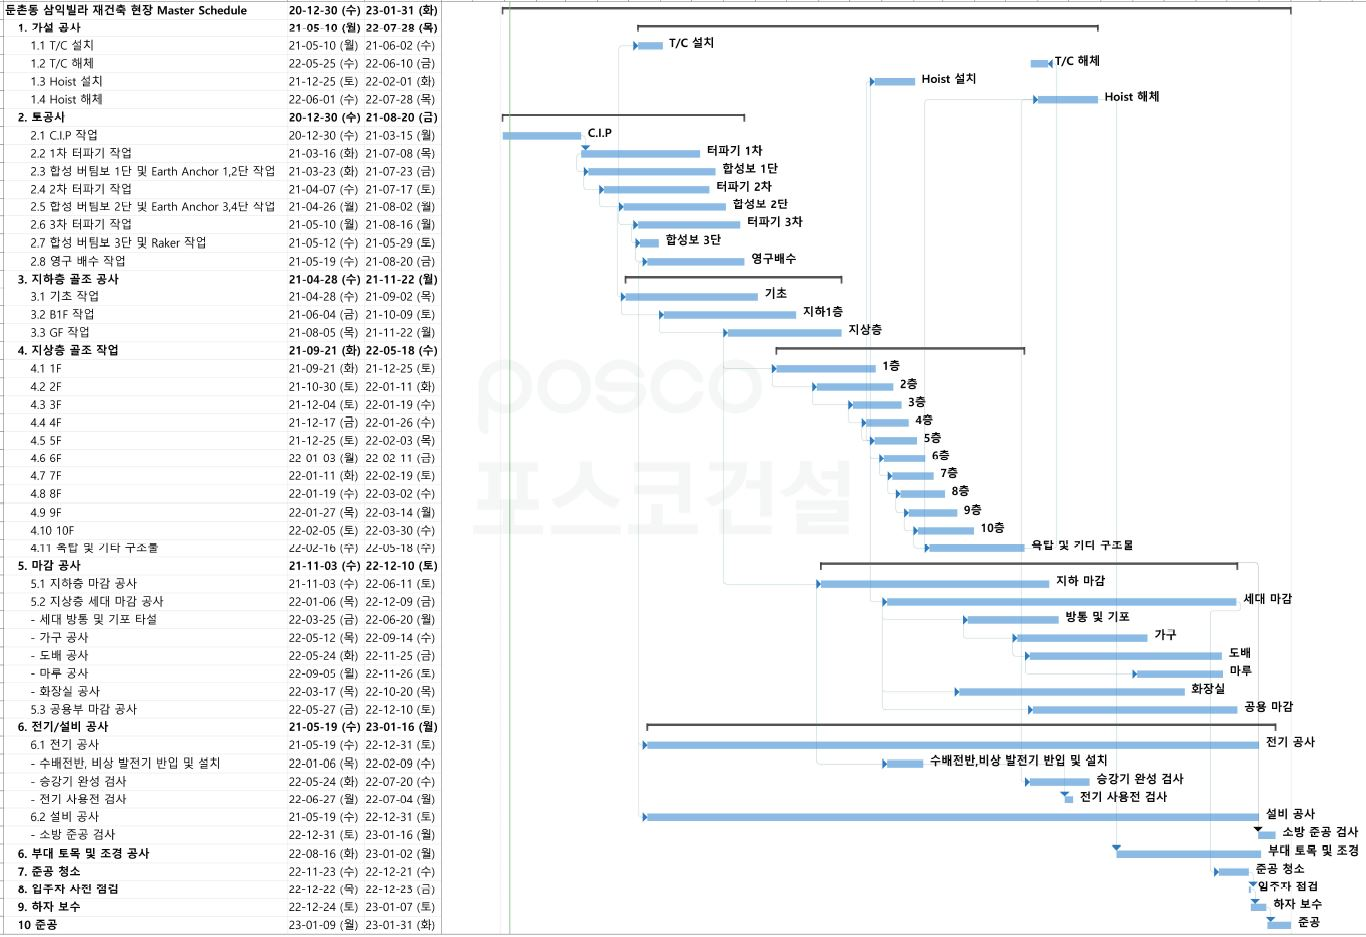 둔촌동 삼익빌라 재건축 현장 Master Schedule 20-12-30 (수) 23-01-31 (화)
1. 가설 공사 21-05-10 (월) 22-07-28 (목)
1.1 T/C 설치 21-05-10 (월) 21-06-02 (수) T/C 설치
1.2 T/C 해체 22-05-25 (수) 22-06-10 (금) T/C 해체
1.3 Hoist 설치 21-12-25 (토) 22-02-01 (화) Hoist 설치
1.4 Hoist 해체 22-06-01 (수) 22-07-28 (목) Hoist 해체
2. 토공사 20-12-30 (수) 21-08-20 (금)
2.1 C.I.P 작업 20-12-30 (수) 21-03-15 (월) C.I.P
2.2 1차 터파기 작업 21-03-16 (화) 21-07-08 (목) 터파기 1차
2.3 합성 버팀보 1단 및 Earth Anchor 1,2단 작업 21-03-23 (화) 21-07-23 (금) 합성보 1단
2.4 2차 터파기 작업 21-04-07 (수) 21-07-17 (토) 터파기 2차
2.5 합성 버팀보 2단 및 Earth Anchor 3,4단 작업 21-04-26 (월) 21-08-02 (월) 합성보 2단
2.6 3차 터파기 작업 21-05-10 (월) 21-08-16 (월) 터파기 3차
2.7 합성 버팀보 3단 및 Raker 작업 21-05-12 (수) 21-05-29 (토) 합성보 3단
2.8 영구 배수 작업 21-05-19 (수) 21-08-20 (금) 영구배수
3. 지하층 골조 공사 21-04-28 (수) 21-11-22 (월)
3.1 기초 작업 21-04-28 (수) 21-09-02 (목) 기초
3.2 B1F 작업 21-06-04 (금) 21-10-09 (토) 지하1층
3.3 GF 작업 21-08-05 (목) 21-11-22 (월) 지상층
4. 지상층 골조 작업 21-09-21 (화) 22-05-18 (수)
4.1 1F 21-09-21 (화) 21-12-25 (토) 1층
4.2 2F 21-10-30 (토) 22-01-11 (화) 2층
4.3 3F 21-12-04 (토) 22-01-19 (수) 3층
4.4 4F 21-12-17 (금) 22-01-26 (수) 4층
4.5 5F 21-12-25 (토) 22-02-03 (목) 5층
4.6 6F 22-01-03 (월) 22-02-11 (금) 6층
4.7 7F 22-01-11 (화) 22-02-19 (토) 7층
4.8 8F 22-01-19 (수) 22-03-02 (수) 8층
4.9 9F 22-01-27 (목) 22-03-14 (월) 9층
4.10 10F 22-02-05 (토) 22-03-30 (수) 10층
4.11 옥탑 및 기타 구조물 22-02-16 (수) 22-05-18 (수) 옥탑 및 기타 구조물
5. 마감 공사 21-11-03 (수) 22-12-10 (토)
5.1 지하층 마감 공사 21-11-03 (수) 22-06-11 (토) 지하 마감
5.2 지상층 세대 마감 공사 22-01-06 (목) 22-12-09 (금) 세대 마감
- 세대 방통 및 기포 타설 22-03-25 (금) 22-06-20 (월) 방통 및 기포
- 가구 공사 22-05-12 (목) 22-09-14 (수) 가구
- 도배 공사 22-05-24 (화) 22-11-25 (금) 도배
- 마루 공사 22-09-05 (월) 22-11-26 (토) 마루
- 화장실 공사 22-03-17 (목) 22-10-20 (목) 화장실
5.3 공용부 마감 공사 22-05-27 (금) 22-12-10 (토) 공용 마감
6. 전기/설비 공사 21-05-19 (수) 23-01-16 (월)
6.1 전기 공사 21-05-19 (수) 22-12-31 (토) 전기 공사
- 수배전반, 비상 발전기 반입 및 설치 22-01-06 (목) 22-02-09 (수) 수배전반,비상 발전기 반입 및 설치
- 승강기 완성 검사 22-05-24 (화) 22-07-20 (수) 승강기 완성 검사
- 전기 사용전 검사 22-06-27 (월) 22-07-04 (월) 전기 사용전 검사
6.2 설비 공사 21-05-19 (수) 22-12-31 (토) 설비 공사
- 소방 준공 검사 22-12-31 (토) 23-01-16 (월) 소방 준공 검사
6. 부대 토목 및 조경 공사 22-08-16 (화) 23-01-02 (월) 부대 토목 및 조경
7. 준공 청소 22-11-23 (수) 22-12-21 (수) 준공 청소
8. 입주자 사전 점검 22-12-22 (목) 22-12-23 (금) 입주자 점검
9. 하자 보수 22-12-24 (토) 23-01-07 (토) 하자 보수
10 준공 23-01-09 (월) 23-01-31 (화) 준공
posco
포스코건설